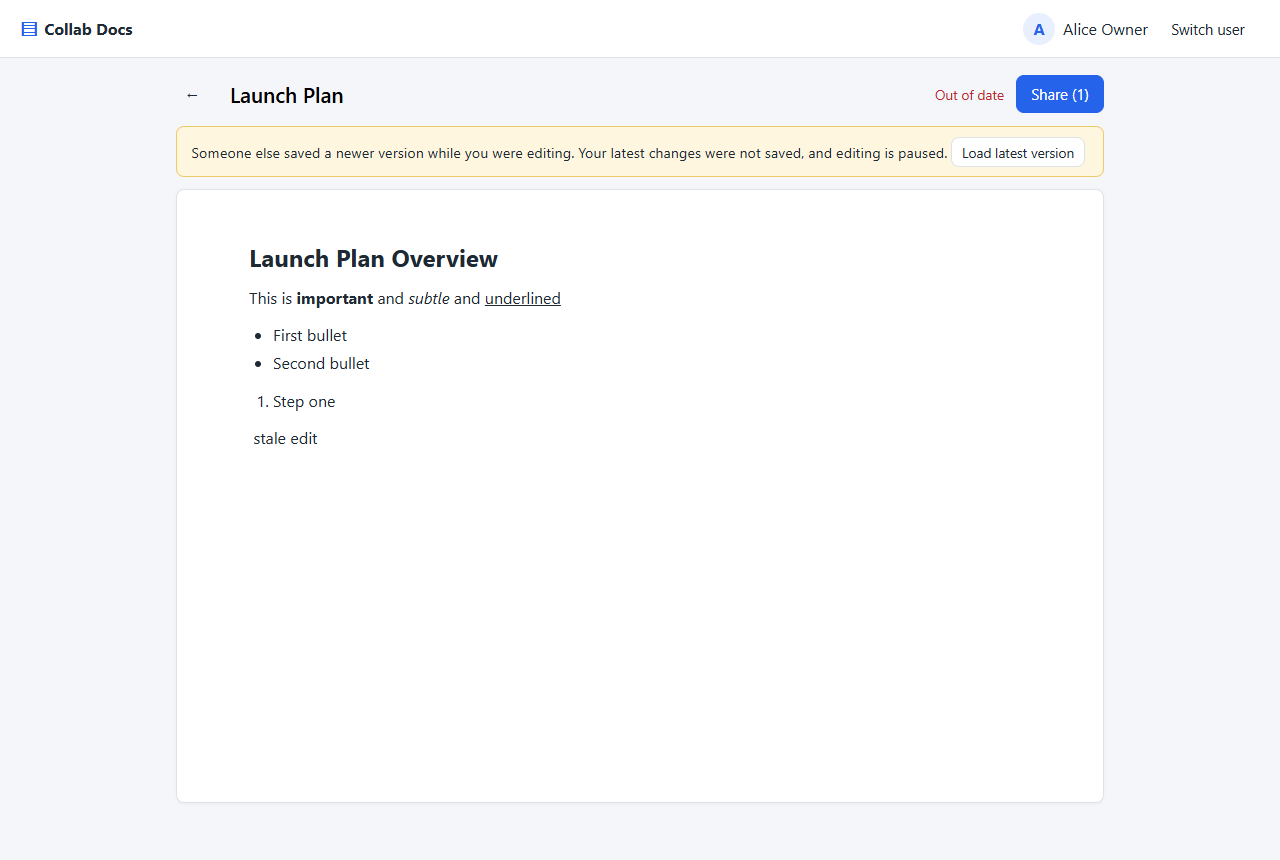 Collab Docs
A Alice Owner Switch user
← Launch Plan Out of date Share (1)
Someone else saved a newer version while you were editing. Your latest changes were not saved, and editing is paused. Load latest version
Launch Plan Overview
This is important and subtle and underlined
• First bullet
• Second bullet
1. Step one
stale edit